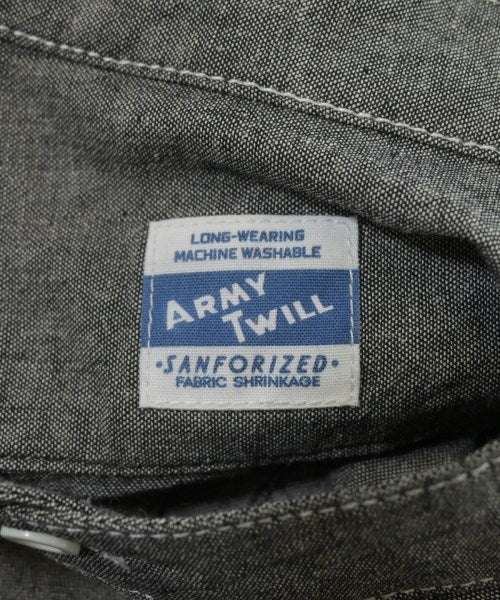 LONG-WEARING
MACHINE WASHABLE
ARMY
TWILL
·SANFORIZED·
FABRIC SHRINKAGE